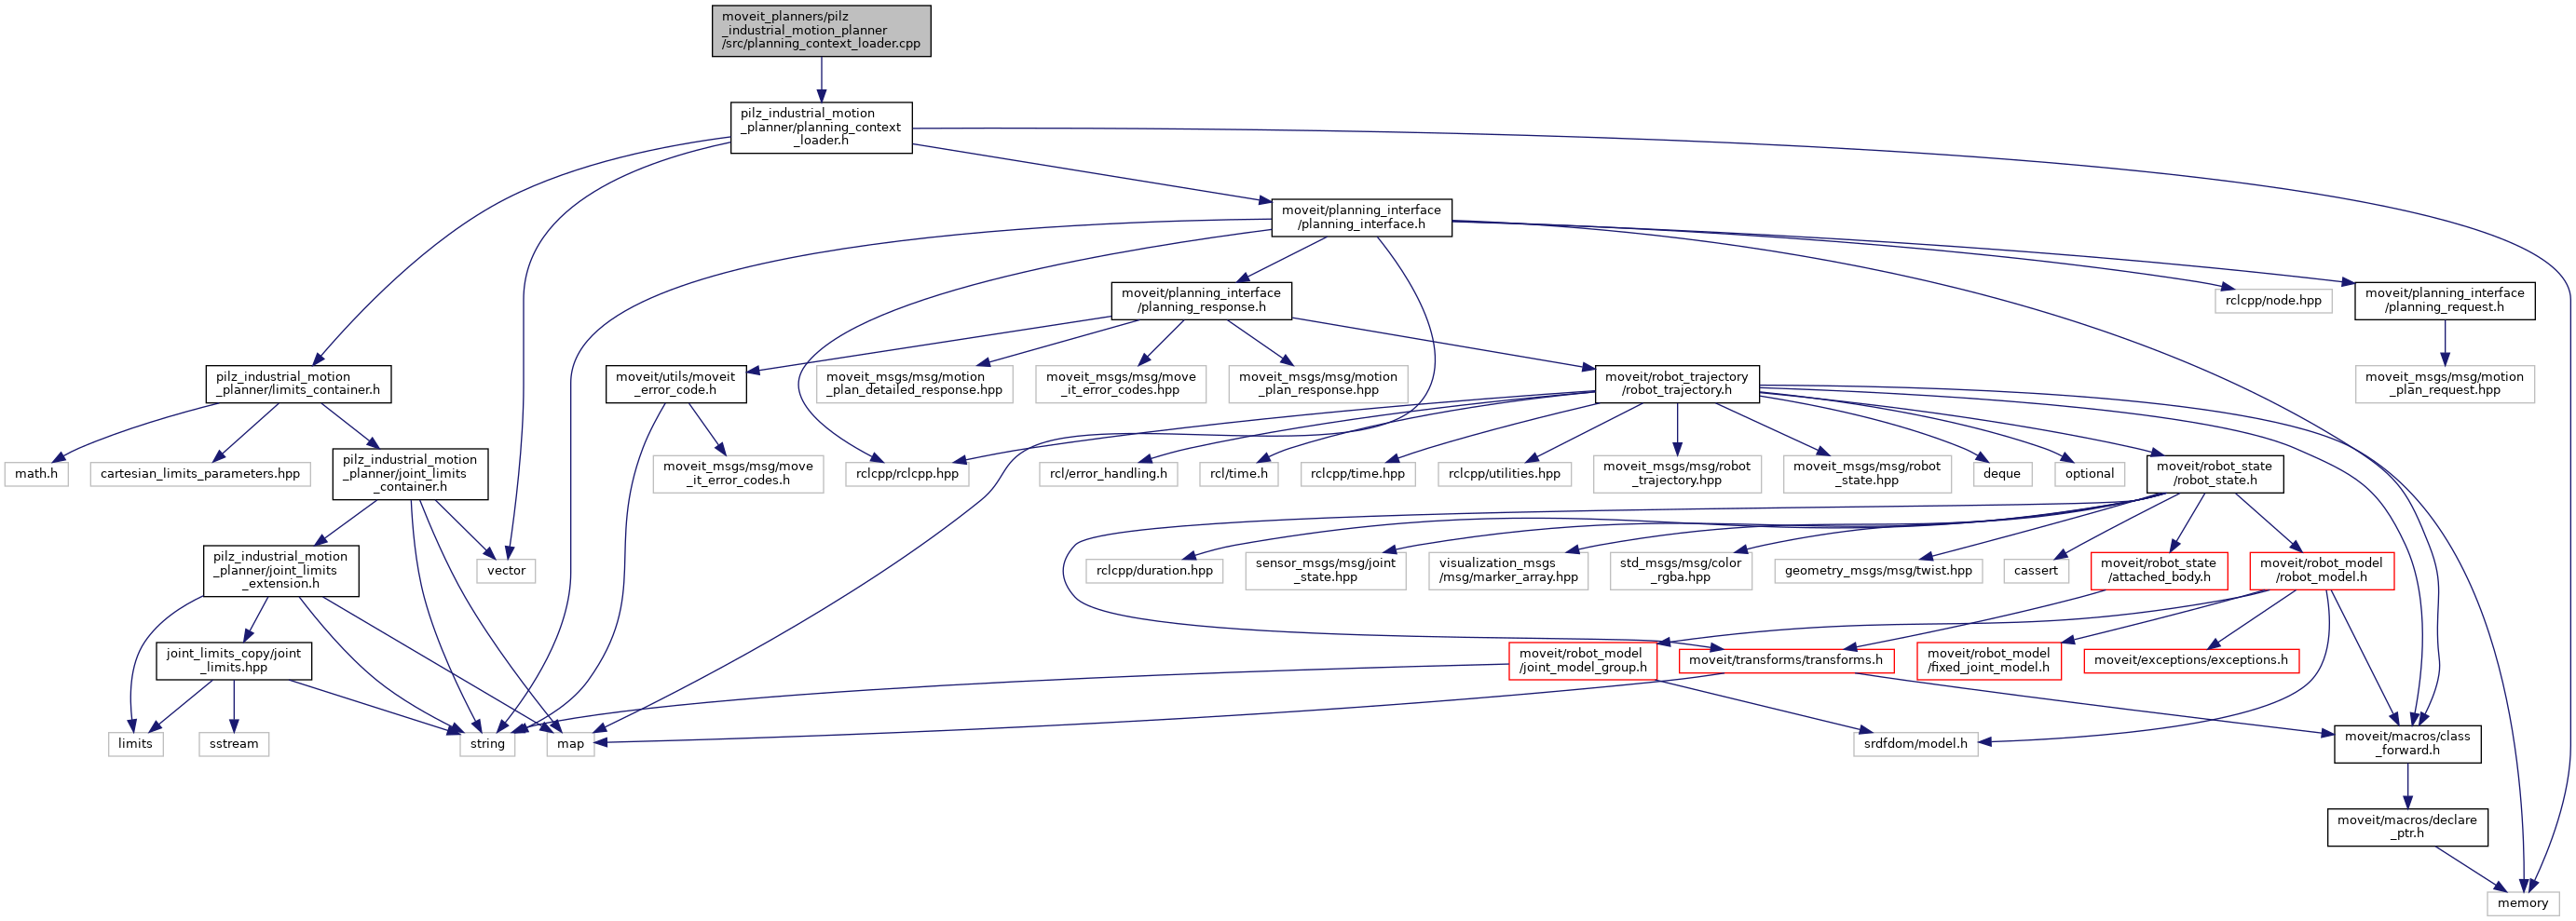 moveit_planners/pilz
_industrial_motion_planner
/src/planning_context_loader.cpp
pilz_industrial_motion
_planner/planning_context
_loader.h
moveit/planning_interface
/planning_interface.h
moveit/planning_interface
/planning_response.h
rclcpp/node.hpp
moveit/planning_interface
/planning_request.h
pilz_industrial_motion
_planner/limits_container.h
moveit/utils/moveit
_error_code.h
moveit_msgs/msg/motion
_plan_detailed_response.hpp
moveit_msgs/msg/move
_it_error_codes.hpp
moveit_msgs/msg/motion
_plan_response.hpp
moveit/robot_trajectory
/robot_trajectory.h
moveit_msgs/msg/motion
_plan_request.hpp
math.h
cartesian_limits_parameters.hpp
pilz_industrial_motion
_planner/joint_limits
_container.h
moveit_msgs/msg/move
_it_error_codes.h
rclcpp/rclcpp.hpp
rcl/error_handling.h
rcl/time.h
rclcpp/time.hpp
rclcpp/utilities.hpp
moveit_msgs/msg/robot
_trajectory.hpp
moveit_msgs/msg/robot
_state.hpp
deque
optional
moveit/robot_state
/robot_state.h
pilz_industrial_motion
_planner/joint_limits
_extension.h
vector
rclcpp/duration.hpp
sensor_msgs/msg/joint
_state.hpp
visualization_msgs
/msg/marker_array.hpp
std_msgs/msg/color
_rgba.hpp
geometry_msgs/msg/twist.hpp
cassert
moveit/robot_state
/attached_body.h
moveit/robot_model
/robot_model.h
joint_limits_copy/joint
_limits.hpp
moveit/robot_model
/joint_model_group.h
moveit/transforms/transforms.h
moveit/robot_model
/fixed_joint_model.h
moveit/exceptions/exceptions.h
limits
sstream
string
map
srdfdom/model.h
moveit/macros/class
_forward.h
moveit/macros/declare
_ptr.h
memory